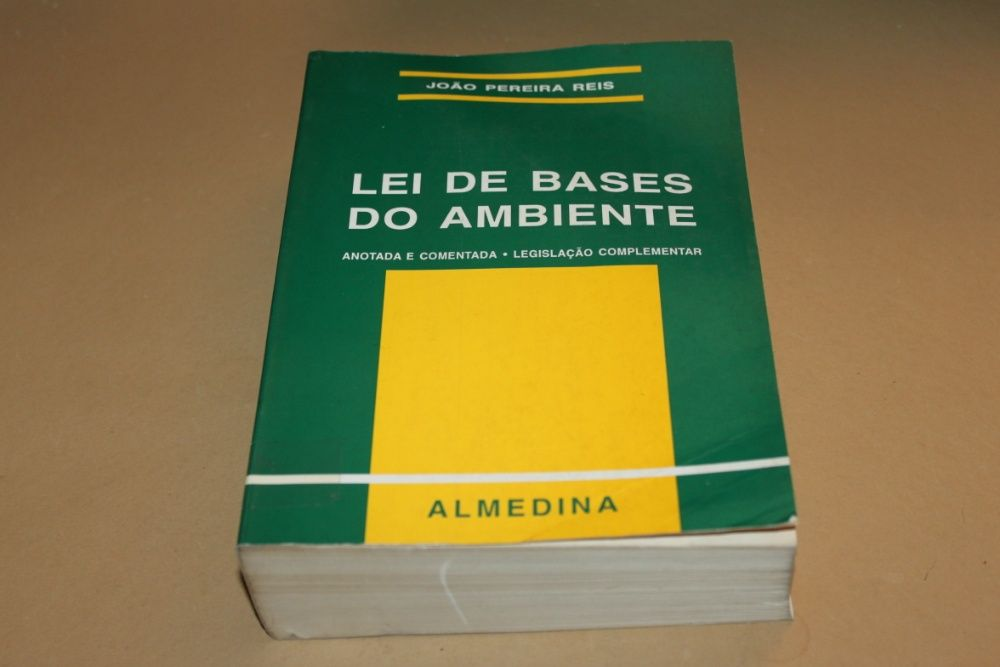 JOÃO PEREIRA REIS
LEI DE BASES
DO AMBIENTE
ANOTADA E COMENTADA • LEGISLAÇÃO COMPLEMENTAR
ALMEDINA